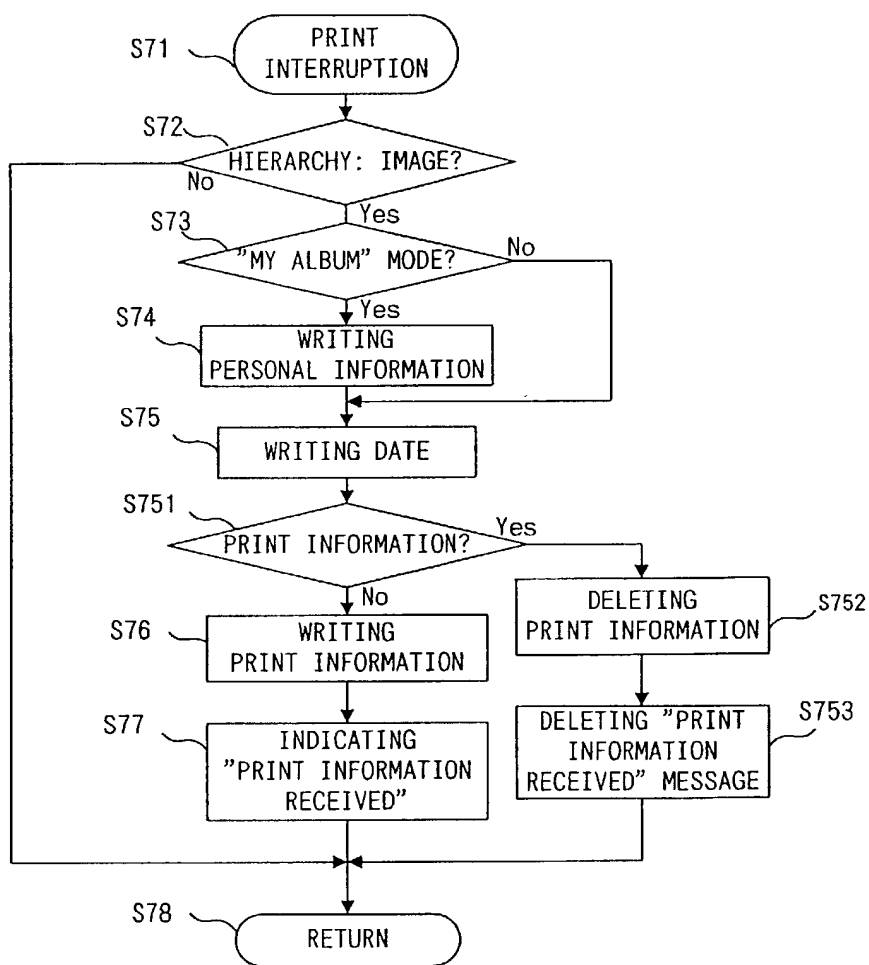 S71
PRINT
INTERRUPTION
S72
HIERARCHY: IMAGE?
No
Yes
S73
"MY ALBUM" MODE?
No
Yes
S74
WRITING
PERSONAL INFORMATION
S75
WRITING DATE
S751
PRINT INFORMATION?
Yes
No
S76
WRITING
PRINT INFORMATION
DELETING
PRINT INFORMATION
S752
S77
INDICATING
"PRINT INFORMATION
RECEIVED"
DELETING "PRINT
INFORMATION
RECEIVED" MESSAGE
S753
S78
RETURN